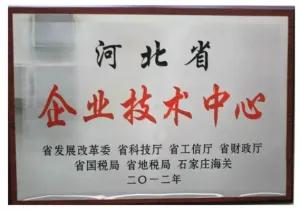 河北省
企业技术中心
省发展改革委 省科技厅 省工信厅 省财政厅
省国税局 省地税局 石家庄海关
二〇一二年